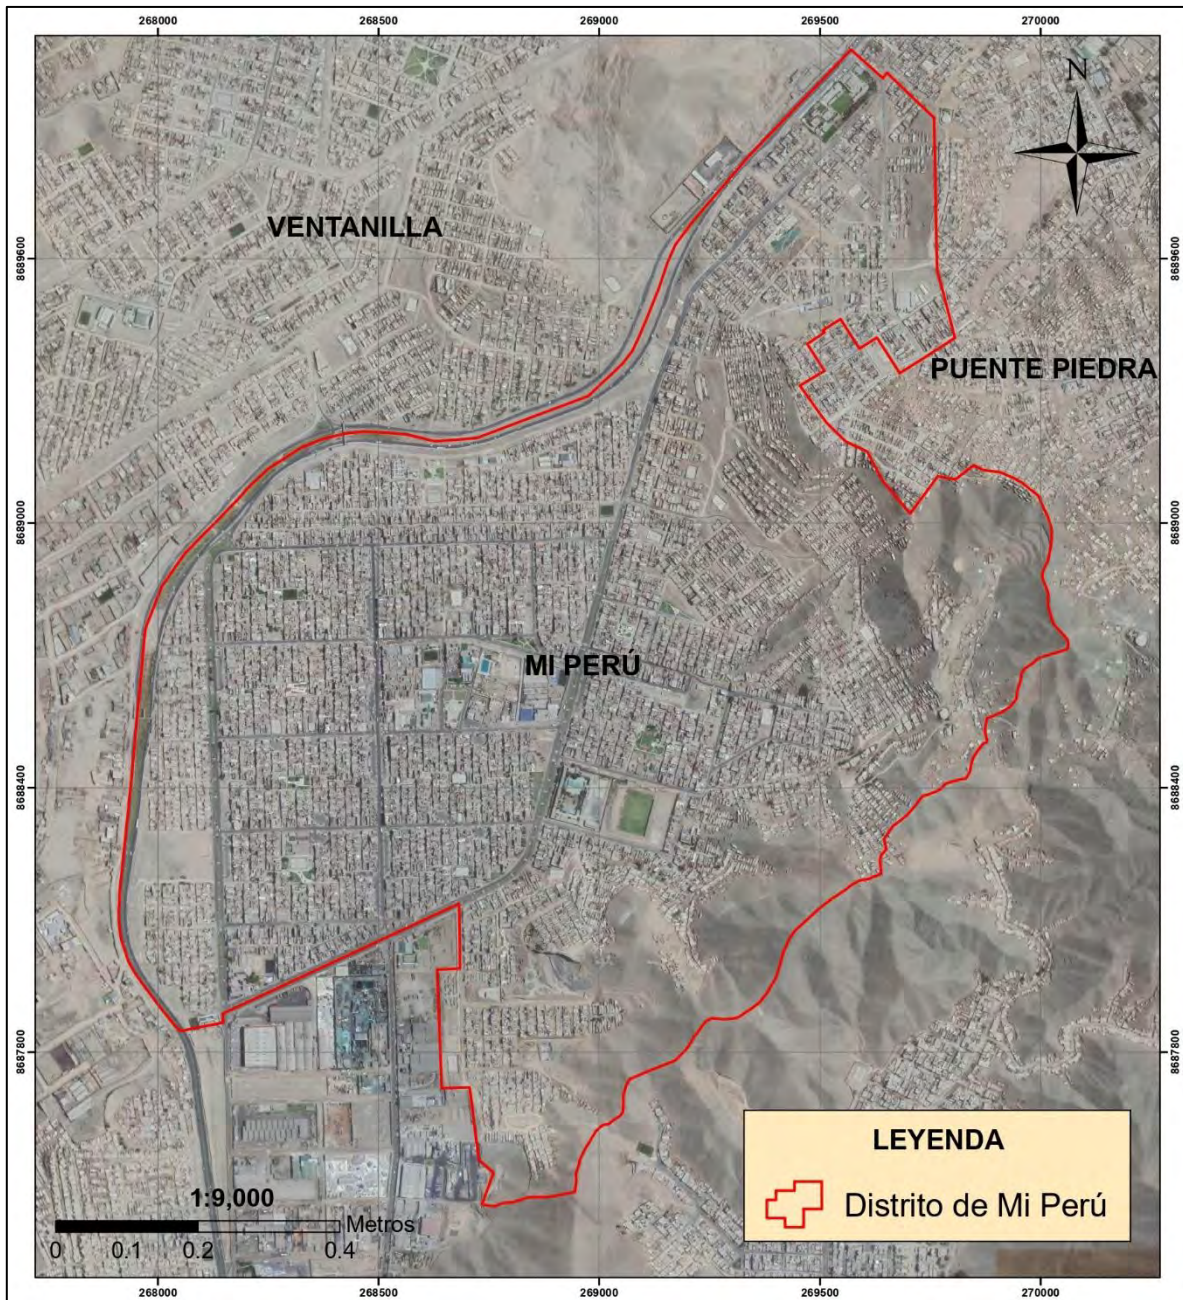 268000 268500 269000 269500 270000
N
VENTANILLA
8689600 8689600
PUENTE PIEDRA
8689000 8689000
MI PERÚ
8688400 8688400
8687800 8687800
LEYENDA
Distrito de Mi Perú
1:9,000
Metros
0 0.1 0.2 0.4
268000 268500 269000 269500 270000